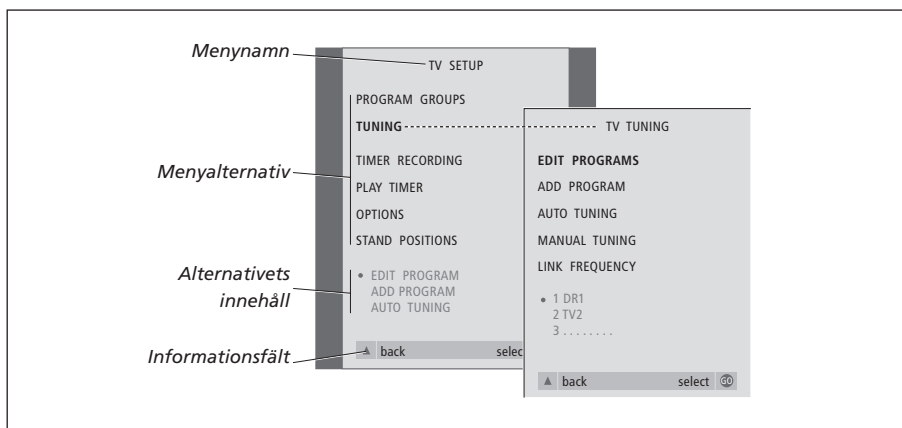 Menynamn
TV SETUP
PROGRAM GROUPS
TUNING
TIMER RECORDING
PLAY TIMER
OPTIONS
STAND POSITIONS
Menyalternativ
• EDIT PROGRAM
ADD PROGRAM
AUTO TUNING
Alternativets
innehåll
▲ back selec
Informationsfält
TV TUNING
EDIT PROGRAMS
ADD PROGRAM
AUTO TUNING
MANUAL TUNING
LINK FREQUENCY
• 1 DR1
2 TV2
3 . . . . . . . .
▲ back select GO